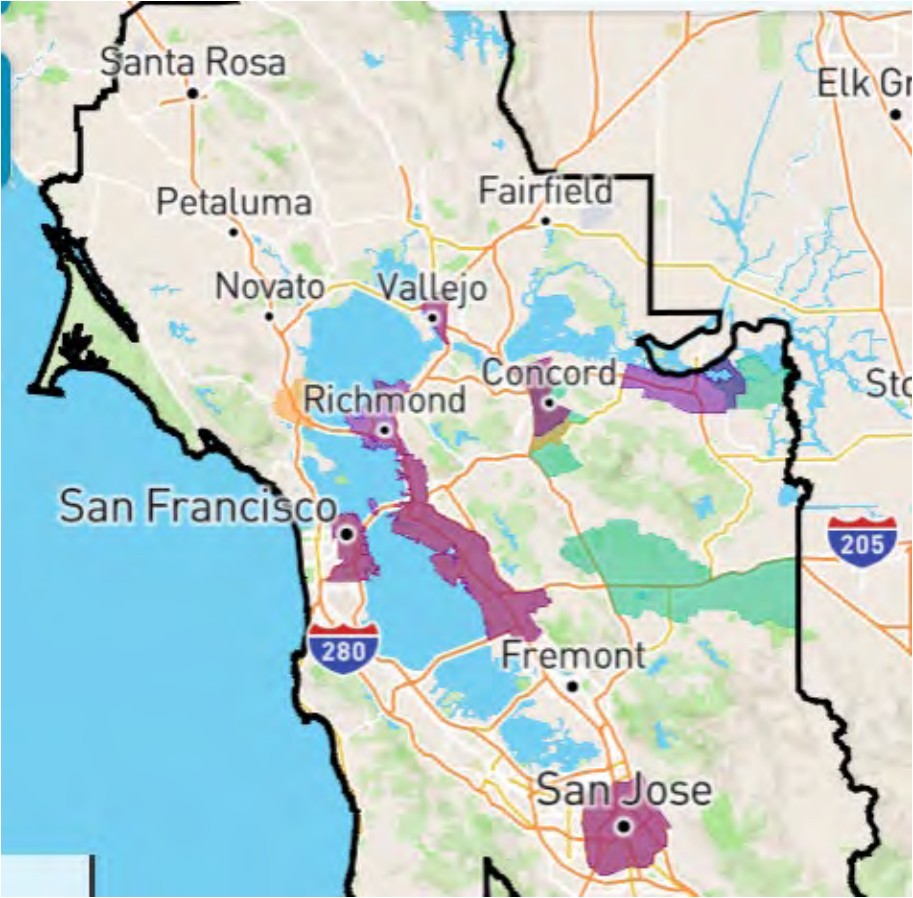 Santa Rosa
Elk Gr
Petaluma
Fairfield
Novato
Vallejo
Concord
Richmond
Sto
San Francisco
205
280
Fremont
San Jose